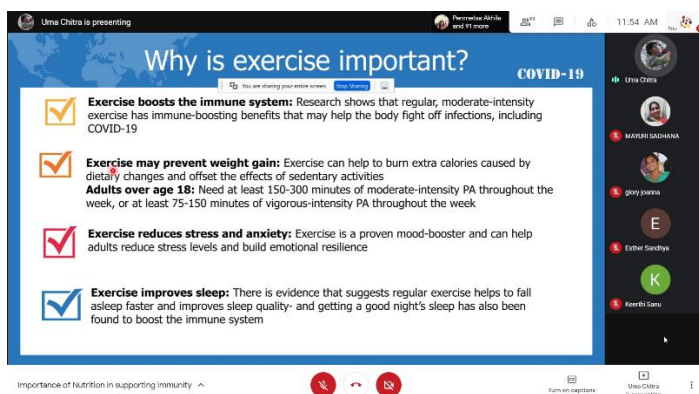 Uma Chitra is presenting
Penmetsa Akhila
and 91 more
11:54 AM
You
Why is exercise important?
COVID-19
You are sharing your entire screen.
Stop Sharing
Exercise boosts the immune system: Research shows that regular, moderate-intensity
exercise has immune-boosting benefits that may help the body fight off infections, including
COVID-19
Exercise may prevent weight gain: Exercise can help to burn extra calories caused by
dietary changes and offset the effects of sedentary activities
Adults over age 18: Need at least 150-300 minutes of moderate-intensity PA throughout the
week, or at least 75-150 minutes of vigorous-intensity PA throughout the week
Exercise reduces stress and anxiety: Exercise is a proven mood-booster and can help
adults reduce stress levels and build emotional resilience
Exercise improves sleep: There is evidence that suggests regular exercise helps to fall
asleep faster and improves sleep quality- and getting a good night's sleep has also been
found to boost the immune system
Uma Chitra
MAYURI SADHANA
glory joanna
E
Esther Sandhya
K
Keerthi Sanu
Importance of Nutrition in supporting immunity
Turn on captions
Uma Chitra
is presenting